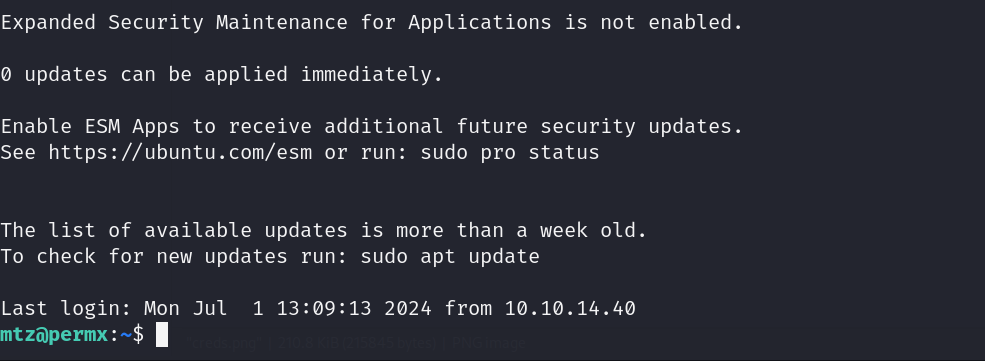 Expanded Security Maintenance for Applications is not enabled.
0 updates can be applied immediately.
Enable ESM Apps to receive additional future security updates.
See https://ubuntu.com/esm or run: sudo pro status
The list of available updates is more than a week old.
To check for new updates run: sudo apt update
Last login: Mon Jul  1 13:09:13 2024 from 10.10.14.40
mtz@permx:~$